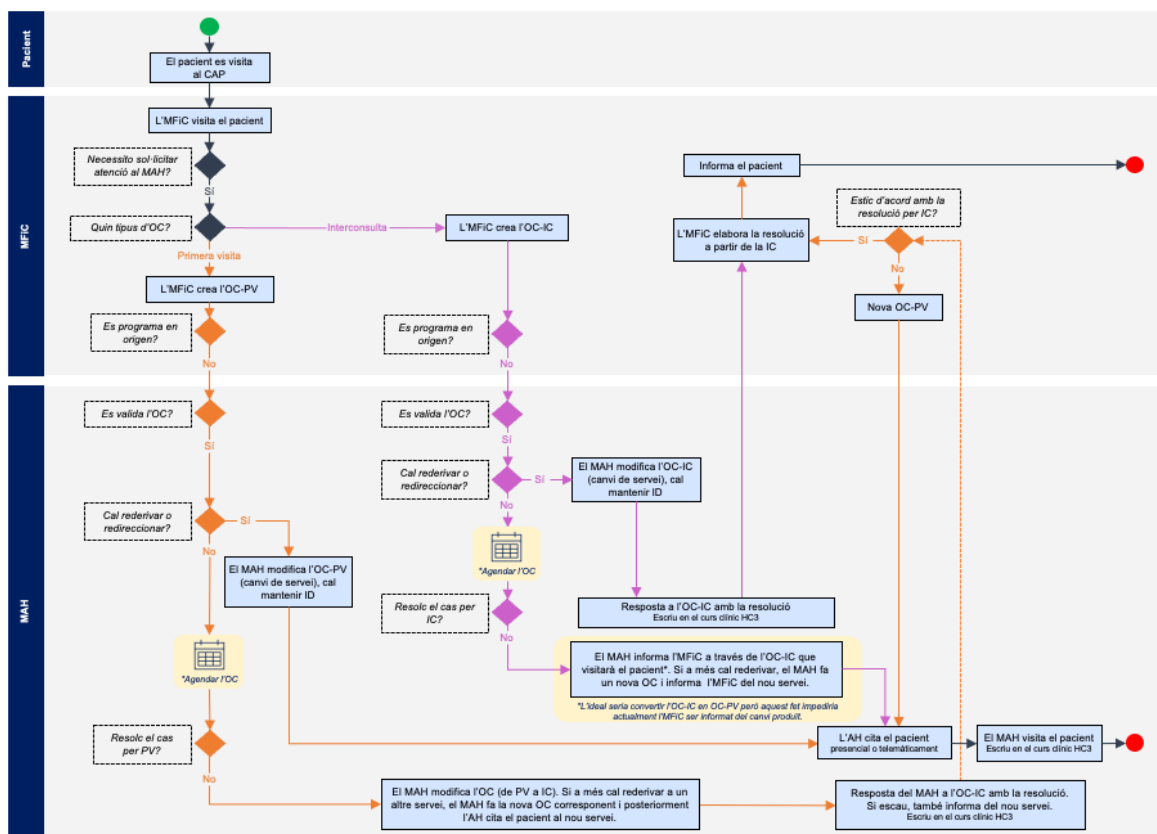 Pacient
El pacient es visita
al CAP
MFiC
L'MFiC visita el pacient
Necessito sol·licitar
atenció al MAH?
Sí
Quin tipus d'OC?
Interconsulta
L'MFiC crea l'OC-IC
Primera visita
L'MFiC crea l'OC-PV
Es programa en
origen?
No
Es programa en
origen?
No
Informa el pacient
L'MFiC elabora la resolució
a partir de la IC
Estic d'acord amb la
resolució per IC?
Sí
No
Nova OC-PV
MAH
Es valida l'OC?
Sí
Cal rederivar o
redireccionar?
Sí
No
El MAH modifica l'OC-PV
(canvi de servei), cal
mantenir ID
*Agendar l'OC
Resolc el cas
per PV?
No
Es valida l'OC?
Sí
Cal rederivar o
redireccionar?
Sí
No
El MAH modifica l'OC-IC
(canvi de servei), cal
mantenir ID
*Agendar l'OC
Resolc el cas per
IC?
No
Resposta a l'OC-IC amb la resolució
Escriu en el curs clínic HC3
El MAH informa l'MFiC a través de l'OC-IC que
visitarà el pacient*. Si a més cal rederivar, el MAH fa
un nova OC i informa l'MFiC del nou servei.
*L'ideal seria convertir l'OC-IC en OC-PV però aquest fet impediria
actualment l'MFiC ser informat del canvi produït.
L'AH cita el pacient
presencial o telemàticament
El MAH visita el pacient
Escriu en el curs clínic HC3
El MAH modifica l'OC (de PV a IC). Si a més cal rederivar a un
altre servei, el MAH fa la nova OC corresponent i posteriorment
l'AH cita el pacient al nou servei.
Resposta del MAH a l'OC-IC amb la resolució.
Si escau, també informa del nou servei.
Escriu en el curs clínic HC3